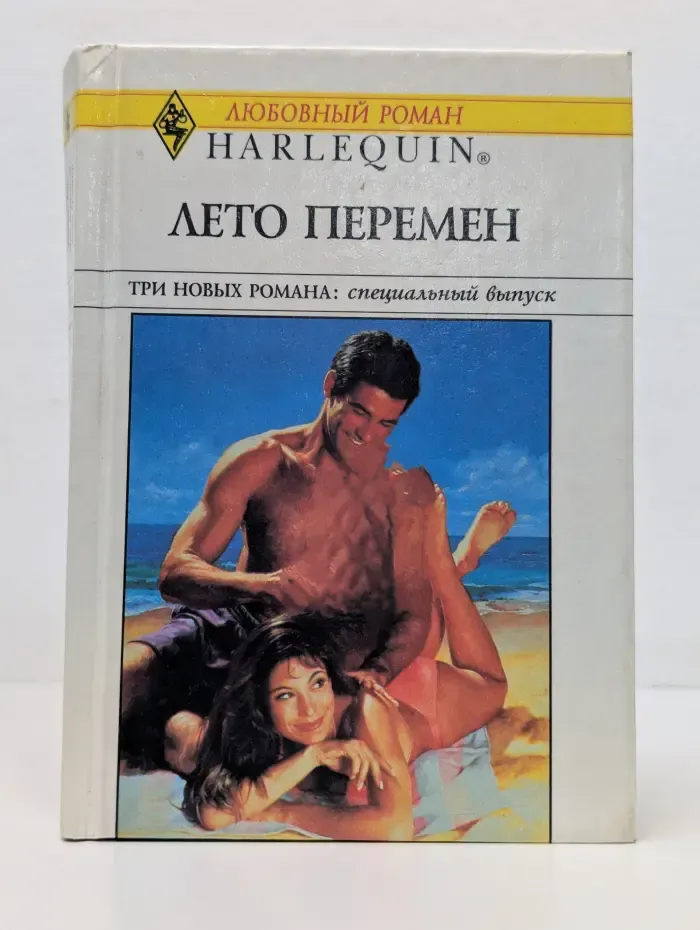 ЛЮБОВНЫЙ РОМАН
HARLEQUIN®
ЛЕТО ПЕРЕМЕН
ТРИ НОВЫХ РОМАНА: специальный выпуск